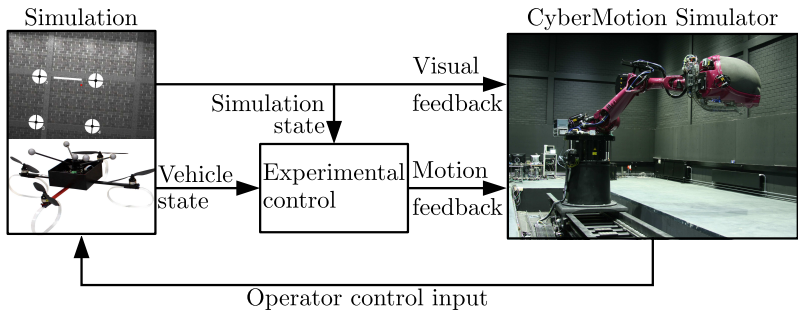 Simulation
CyberMotion Simulator
Visual
feedback
Simulation
state
Vehicle
state
Experimental
control
Motion
feedback
Operator control input